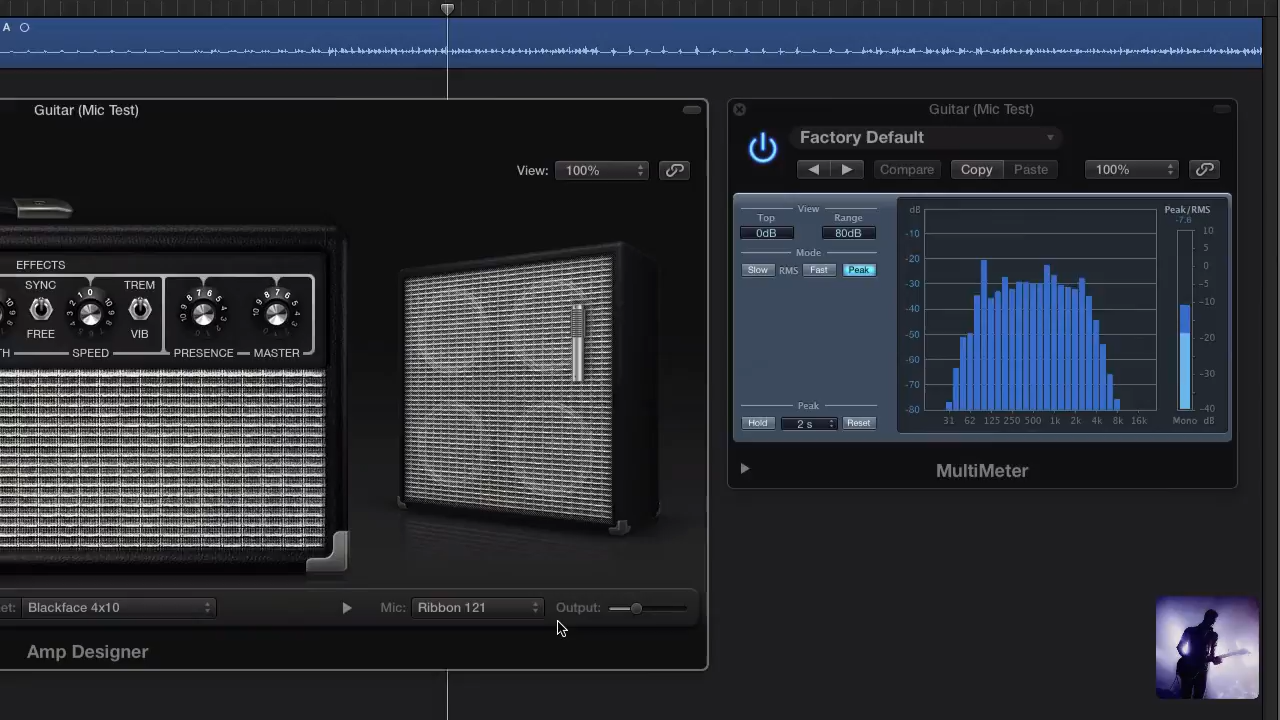 A
Guitar (Mic Test)
View: 100%
EFFECTS
SYNC
TREM
FREE
VIB
SPEED
PRESENCE
MASTER
Blackface 4x10
Mic: Ribbon 121
Output:
Amp Designer
Guitar (Mic Test)
Factory Default
Compare Copy Paste 100%
View
Top Range
0dB 80dB
Mode
Slow RMS Fast Peak
Peak
Hold 2 s Reset
dB
-10
-20
-30
-40
-50
-60
-70
-80
31 62 125 250 500 1k 2k 4k 8k 16k
Peak/RMS
10
5
0
-5
-10
-20
-30
-40
Mono dB
MultiMeter